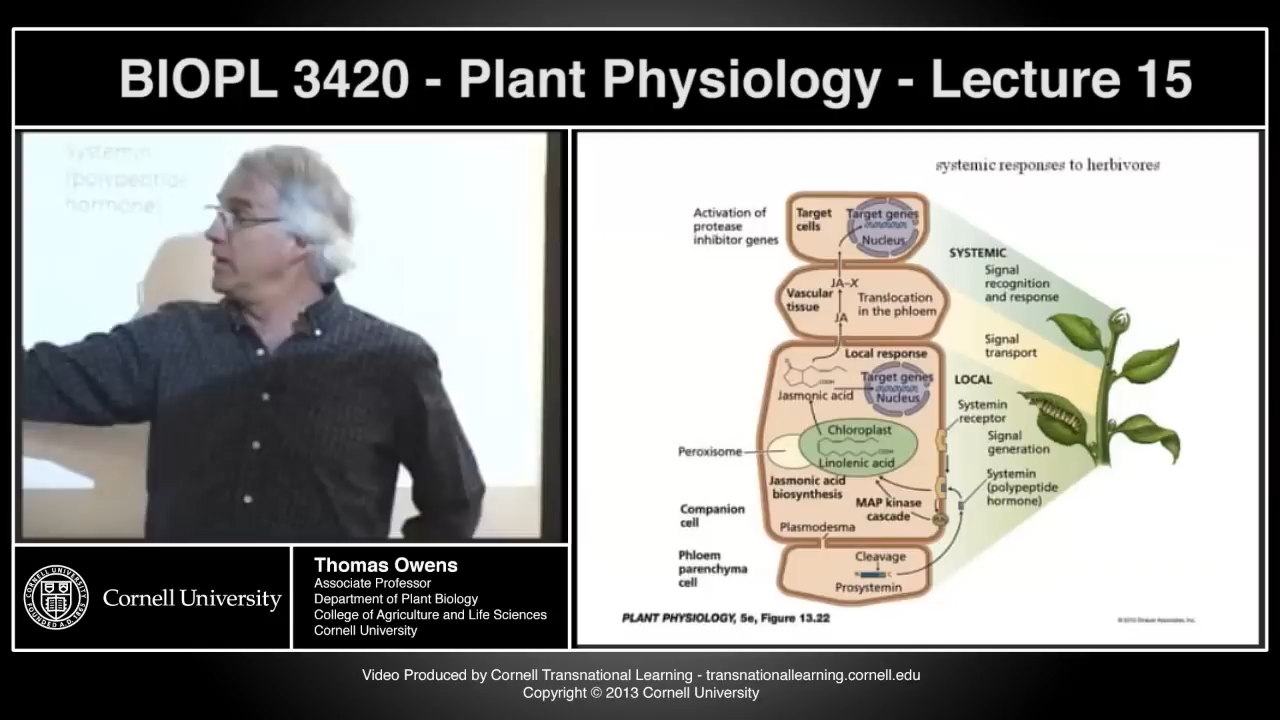 BIOPL 3420 - Plant Physiology - Lecture 15
systemin
(polypeptide
hormone)
systemic responses to herbivores
Activation of
protease
inhibitor genes
Target
cells
Target genes
Nucleus
SYSTEMIC
Signal
recognition
and response
JA–X
Vascular
tissue
Translocation
in the phloem
JA
Signal
transport
Local response
COOH
Jasmonic acid
Target genes
Nucleus
LOCAL
Systemin
receptor
Signal
generation
Chloroplast
COOH
Linolenic acid
Peroxisome
Jasmonic acid
biosynthesis
Systemin
(polypeptide
hormone)
MAP kinase
cascade
Companion
cell
Plasmodesma
Phloem
parenchyma
cell
Cleavage
N
C
Prosystemin
PLANT PHYSIOLOGY, 5e, Figure 13.22
© 2010 Sinauer Associates, Inc.
Cornell University
Thomas Owens
Associate Professor
Department of Plant Biology
College of Agriculture and Life Sciences
Cornell University
Video Produced by Cornell Transnational Learning - transnationallearning.cornell.edu
Copyright © 2013 Cornell University